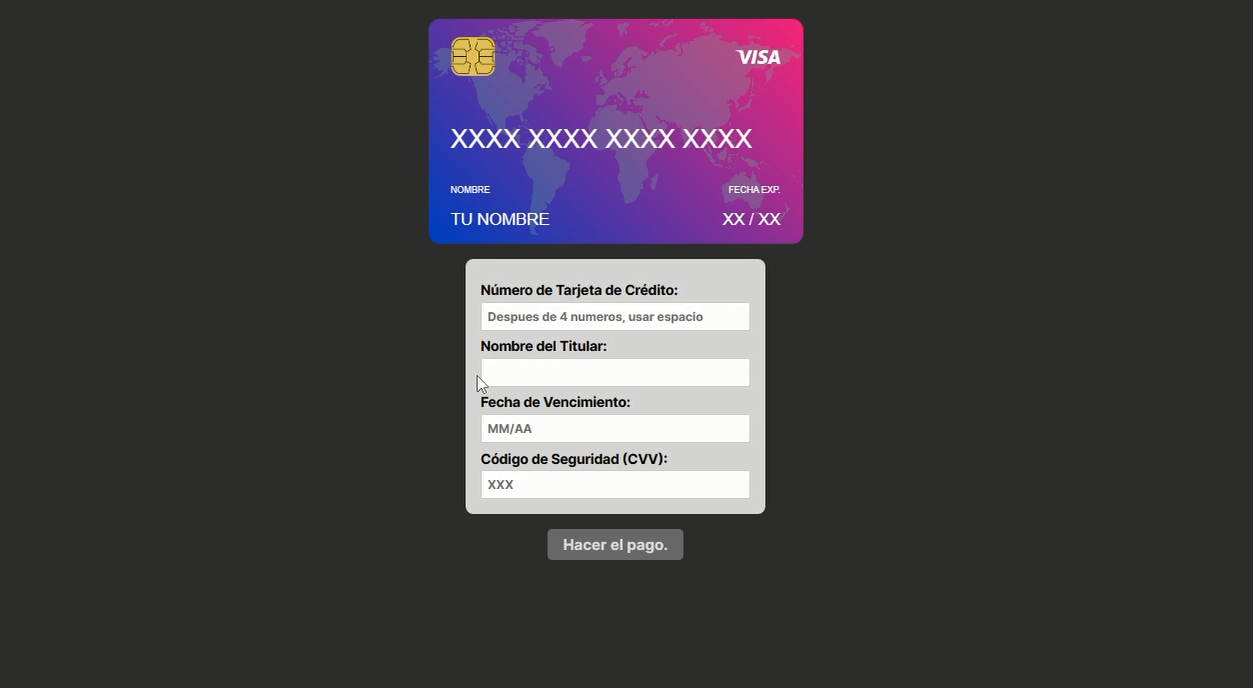 VISA
XXXX XXXX XXXX XXXX
NOMBRE
FECHA EXP.
TU NOMBRE
XX / XX
Número de Tarjeta de Crédito:
Despues de 4 numeros, usar espacio
Nombre del Titular:
Fecha de Vencimiento:
MM/AA
Código de Seguridad (CVV):
XXX
Hacer el pago.